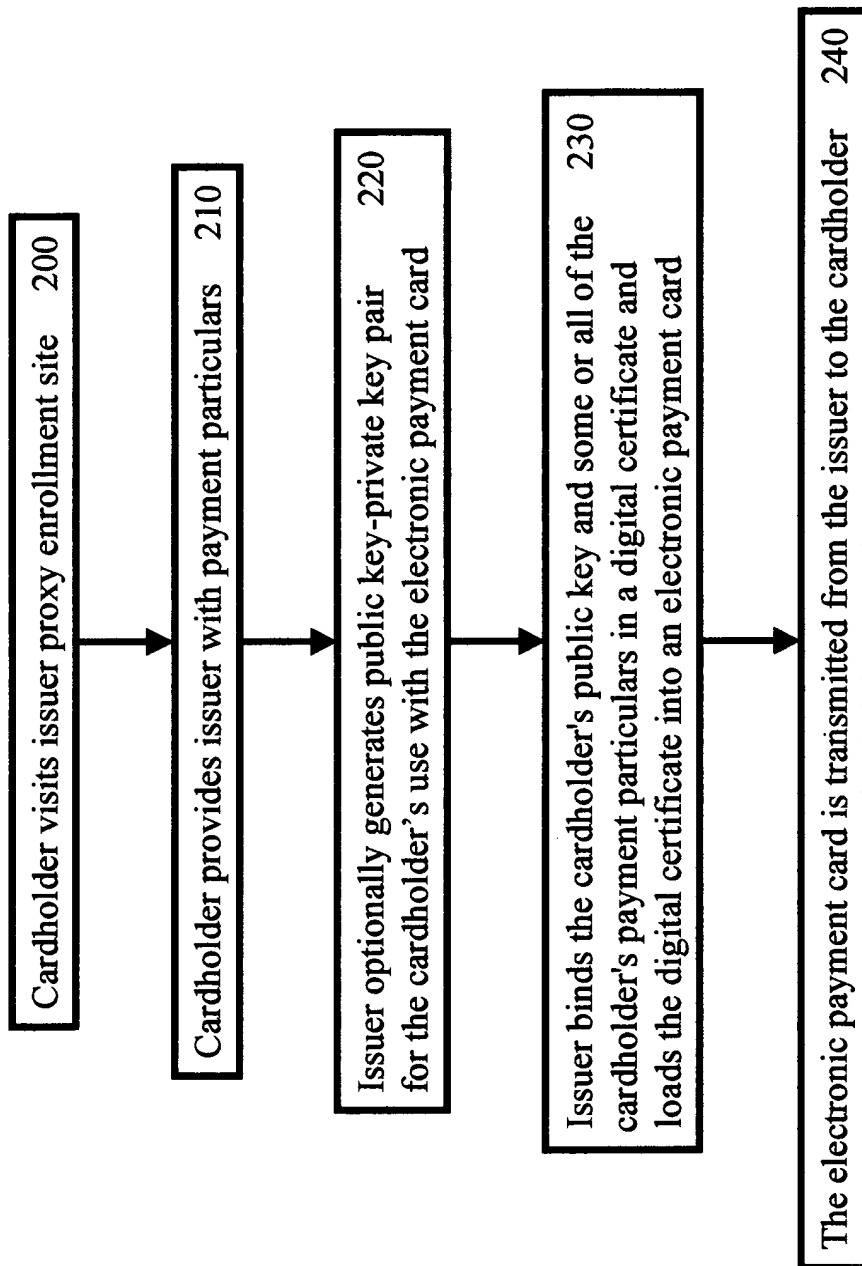 Cardholder visits issuer proxy enrollment site 200
Cardholder provides issuer with payment particulars 210
Issuer optionally generates public key-private key pair 220
for the cardholder's use with the electronic payment card
Issuer binds the cardholder's public key and some or all of the 230
cardholder's payment particulars in a digital certificate and
loads the digital certificate into an electronic payment card
The electronic payment card is transmitted from the issuer to the cardholder 240